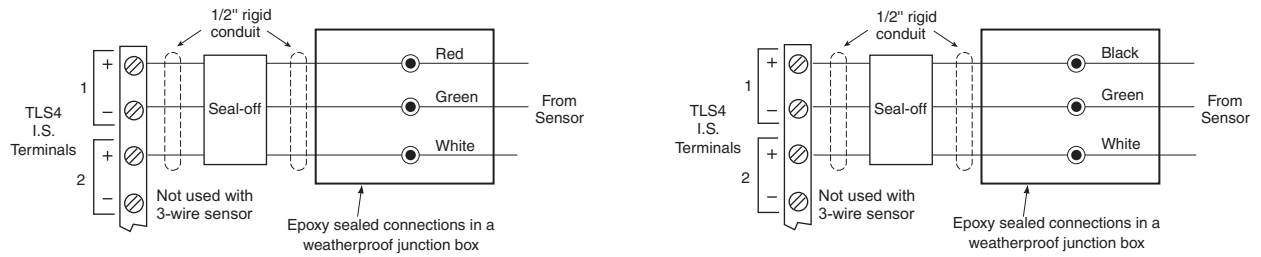 1/2" rigid
conduit
Red
Green
White
+
–
+
–
1
2
TLS4
I.S.
Terminals
Seal-off
From
Sensor
Not used with
3-wire sensor
Epoxy sealed connections in a
weatherproof junction box
1/2" rigid
conduit
Black
Green
White
+
–
+
–
1
2
TLS4
I.S.
Terminals
Seal-off
From
Sensor
Not used with
3-wire sensor
Epoxy sealed connections in a
weatherproof junction box